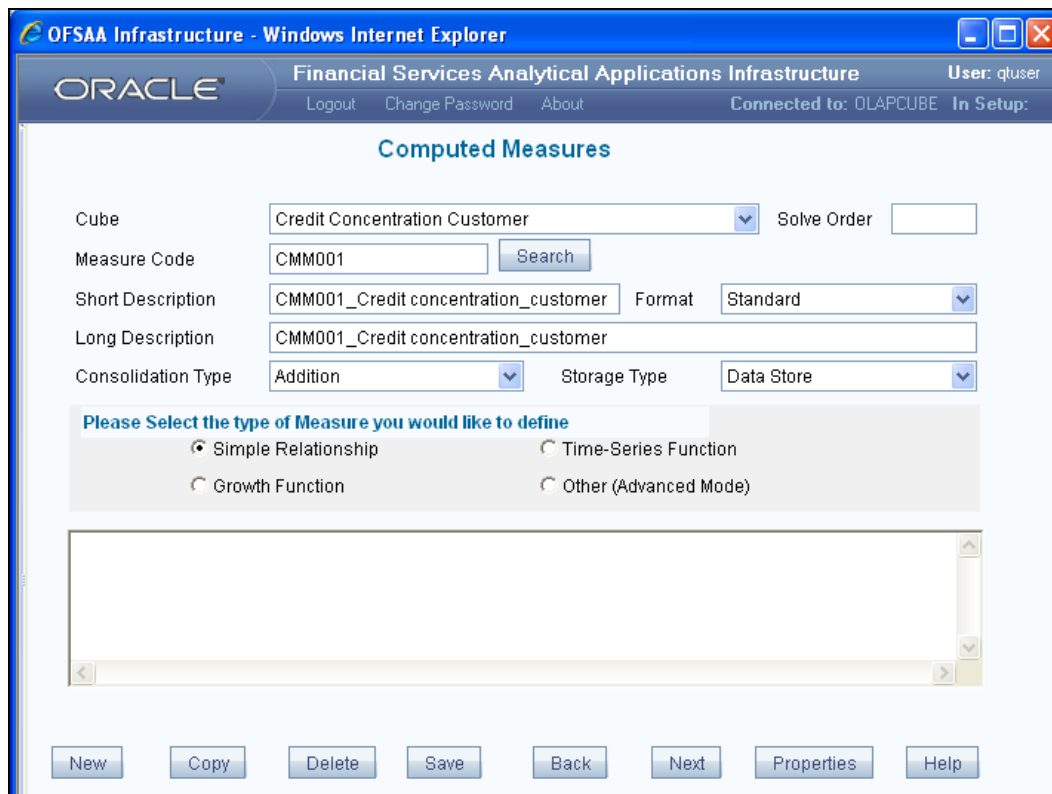 OFSAA Infrastructure - Windows Internet Explorer
ORACLE Financial Services Analytical Applications Infrastructure User: qtuser
Logout Change Password About Connected to: OLAPCUBE In Setup:
Computed Measures
Cube Credit Concentration Customer Solve Order
Measure Code CMM001 Search
Short Description CMM001_Credit concentration_customer Format Standard
Long Description CMM001_Credit concentration_customer
Consolidation Type Addition Storage Type Data Store
Please Select the type of Measure you would like to define
Simple Relationship Time-Series Function
Growth Function Other (Advanced Mode)
New Copy Delete Save Back Next Properties Help